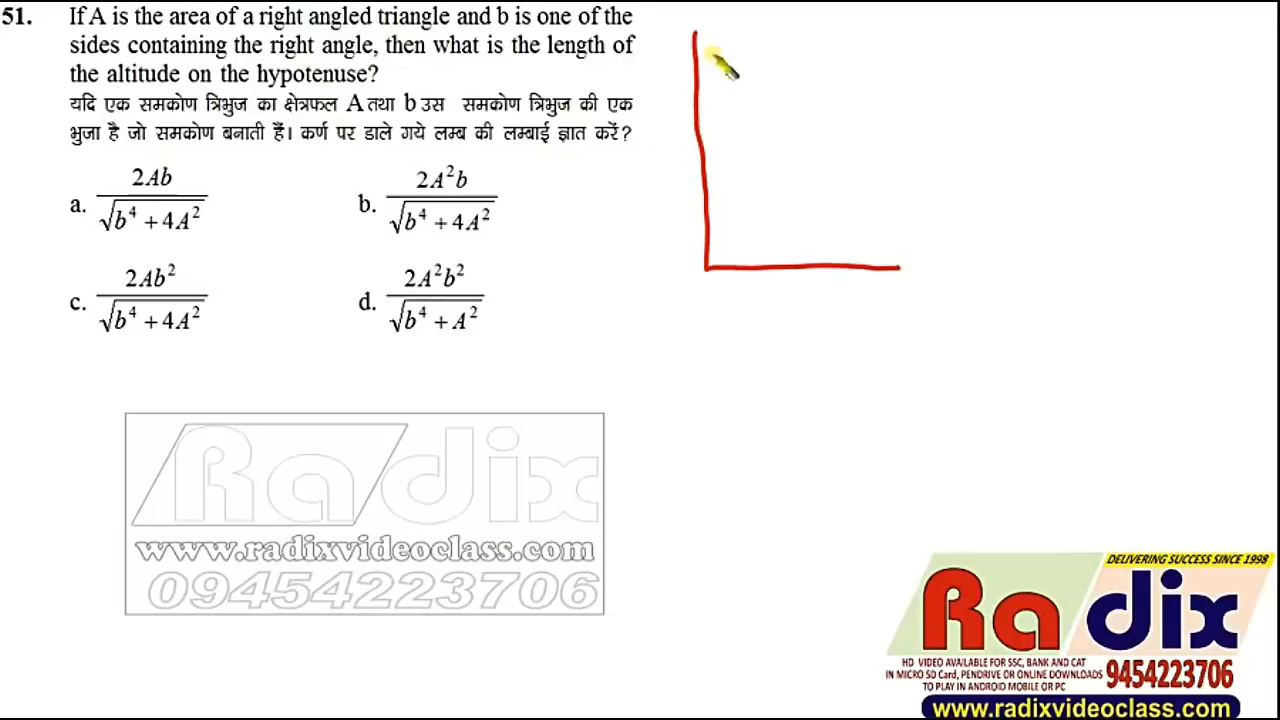 51. If A is the area of a right angled triangle and b is one of the
sides containing the right angle, then what is the length of
the altitude on the hypotenuse?
यदि एक समकोण त्रिभुज का क्षेत्रफल A तथा b उस समकोण त्रिभुज की एक
भुजा है जो समकोण बनाती हैं। कर्ण पर डाले गये लम्ब की लम्बाई ज्ञात करें?
a. 2Ab / √(b⁴ + 4A²) b. 2A²b / √(b⁴ + 4A²)
c. 2Ab² / √(b⁴ + 4A²) d. 2A²b² / √(b⁴ + A²)
Radix
www.radixvideoclass.com
09454223706
DELIVERING SUCCESS SINCE 1998
Radix
HD VIDEO AVAILABLE FOR SSC, BANK AND CAT
IN MICRO SD Card, PENDRIVE OR ONLINE DOWNLOADS
TO PLAY IN ANDROID MOBILE OR PC
9454223706
www.radixvideoclass.com